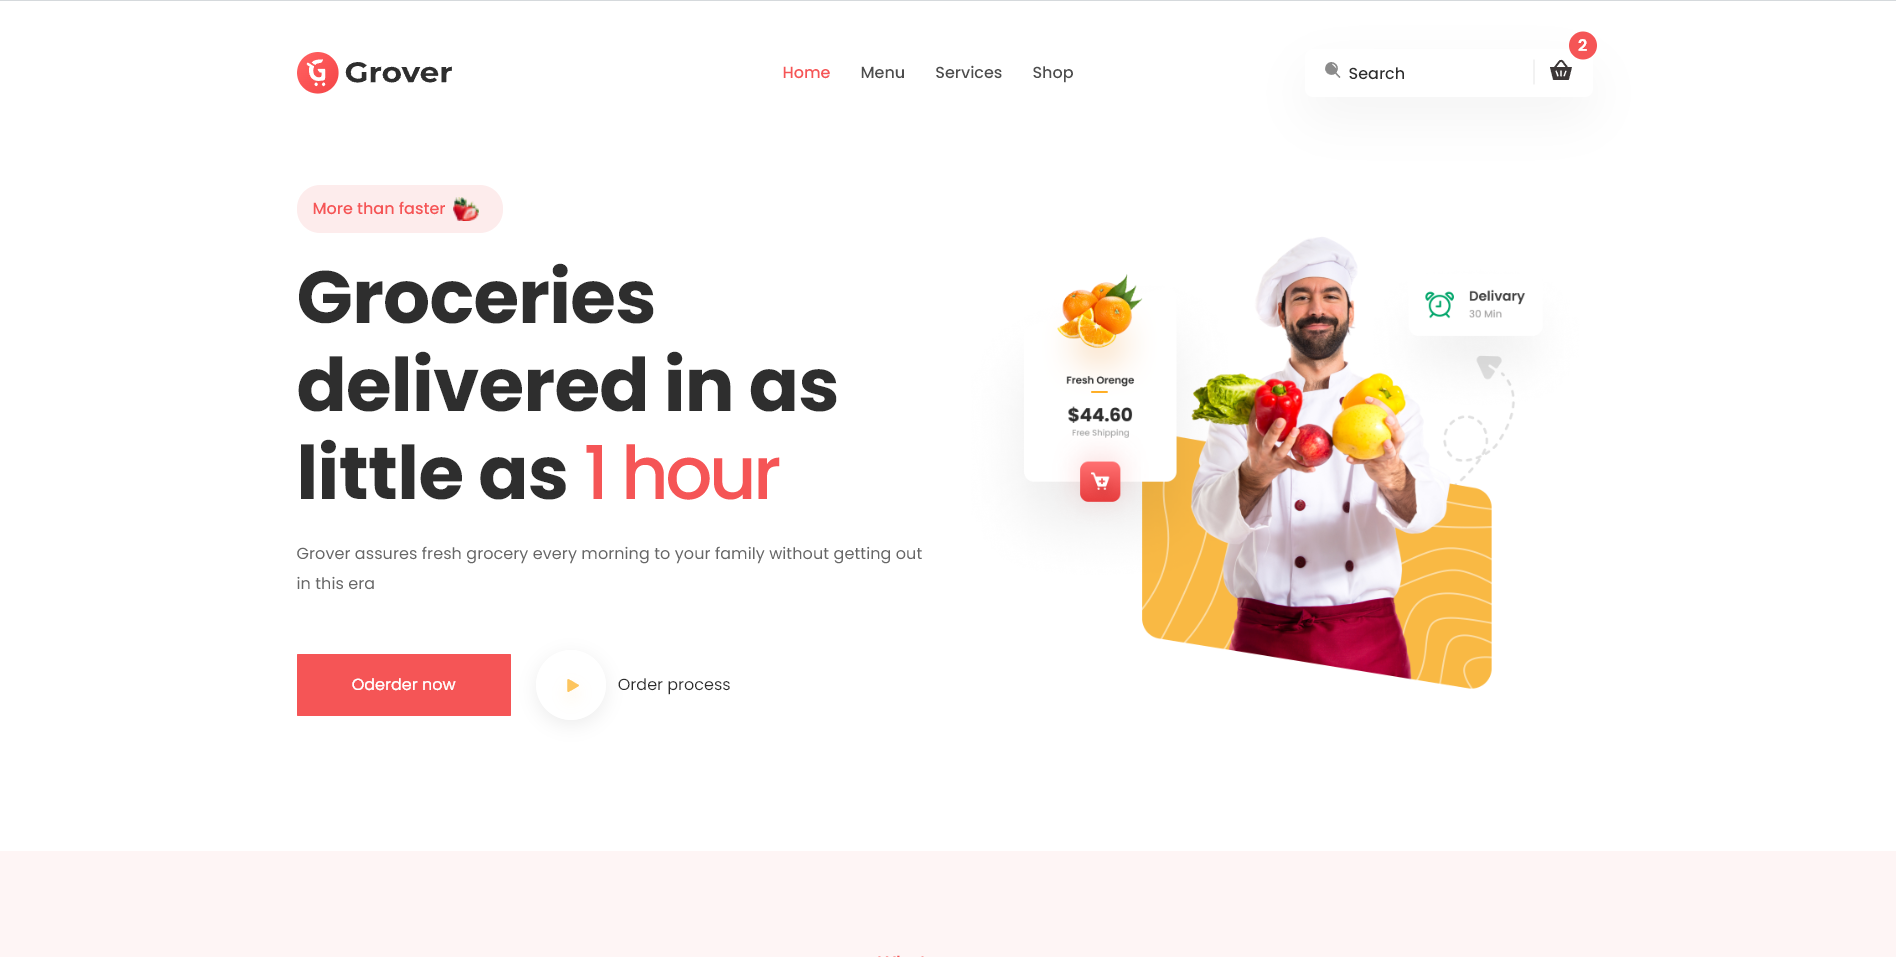 Grover
Home Menu Services Shop
Search
2
More than faster
Groceries
delivered in as
little as 1 hour
Grover assures fresh grocery every morning to your family without getting out
in this era
Oderder now
Order process
Fresh Orenge
$44.60
Free Shipping
Delivary
30 Min